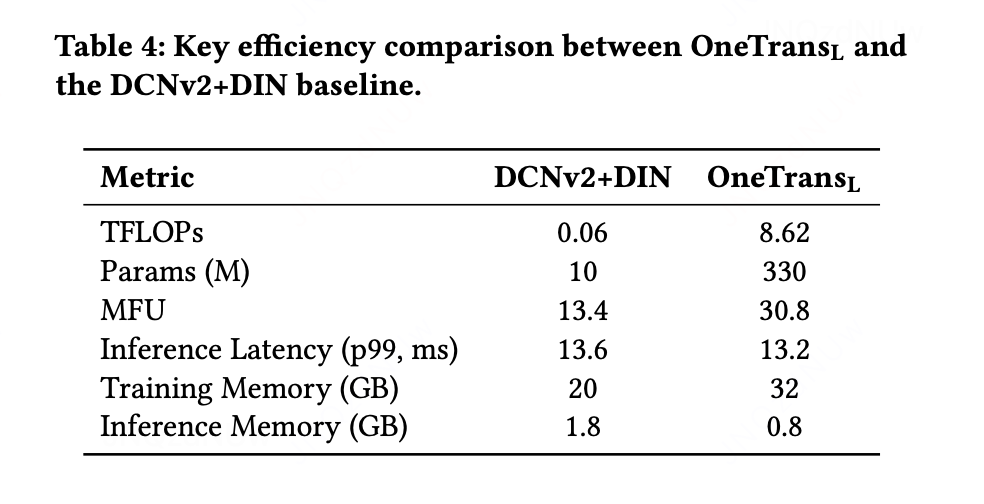 Table 4: Key efficiency comparison between OneTransL and
the DCNv2+DIN baseline.
Metric DCNv2+DIN OneTransL
TFLOPs 0.06 8.62
Params (M) 10 330
MFU 13.4 30.8
Inference Latency (p99, ms) 13.6 13.2
Training Memory (GB) 20 32
Inference Memory (GB) 1.8 0.8